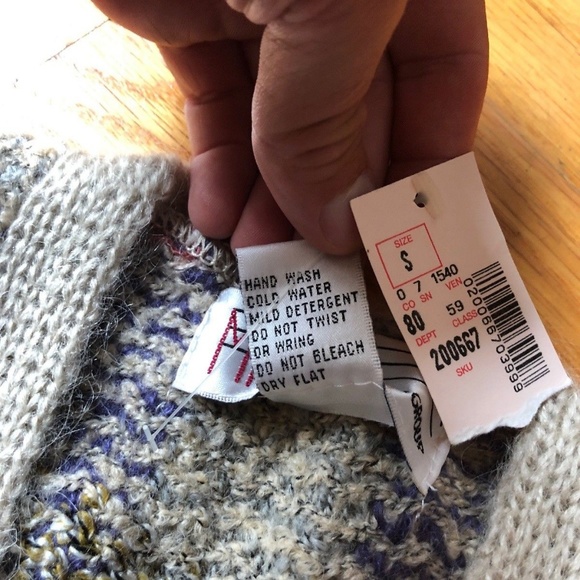 HAND WASH
COLD WATER
MILD DETERGENT
DO NOT TWIST
OR WRING
DO NOT BLEACH
DRY FLAT
GROUP
SIZE
S
0 7 1540
CO SN VEN
80 59
DEPT CLASS
200667
SKU
020066703999